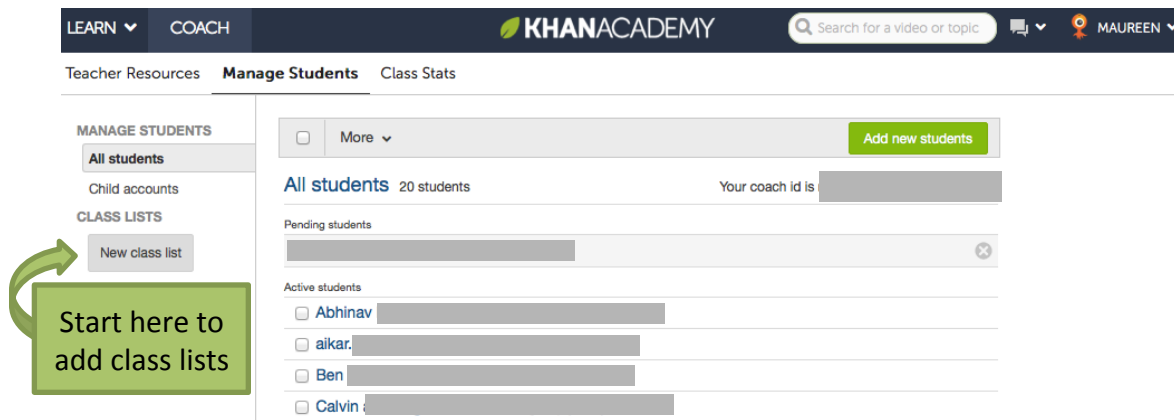 LEARN COACH KHANACADEMY Search for a video or topic MAUREEN
Teacher Resources Manage Students Class Stats
MANAGE STUDENTS
All students
Child accounts
CLASS LISTS
New class list
Start here to
add class lists
More Add new students
All students 20 students Your coach id is
Pending students
Active students
Abhinav
aikar.
Ben
Calvin